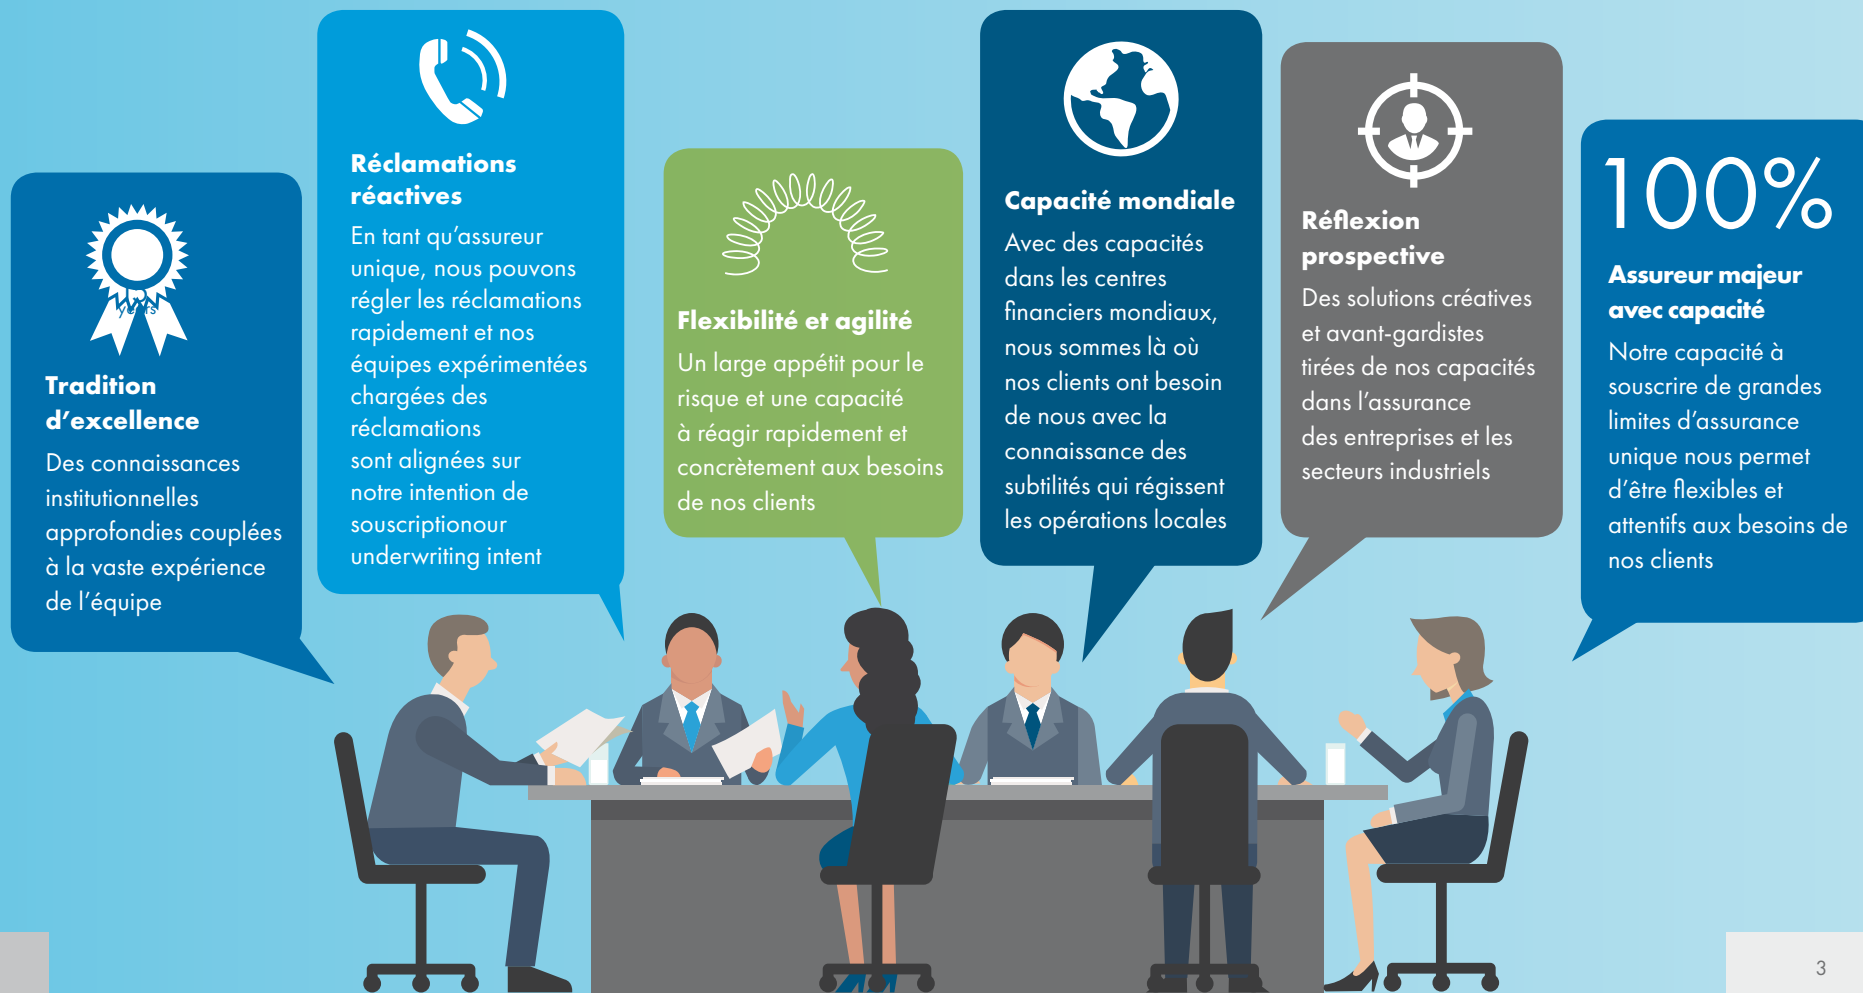 years
Tradition
d’excellence
Des connaissances
institutionnelles
approfondies couplées
à la vaste expérience
de l’équipe
Réclamations
réactives
En tant qu’assureur
unique, nous pouvons
régler les réclamations
rapidement et nos
équipes expérimentées
chargées des
réclamations
sont alignées sur
notre intention de
souscriptionour
underwriting intent
Flexibilité et agilité
Un large appétit pour le
risque et une capacité
à réagir rapidement et
concrètement aux besoins
de nos clients
Capacité mondiale
Avec des capacités
dans les centres
financiers mondiaux,
nous sommes là où
nos clients ont besoin
de nous avec la
connaissance des
subtilités qui régissent
les opérations locales
Réflexion
prospective
Des solutions créatives
et avant-gardistes
tirées de nos capacités
dans l’assurance
des entreprises et les
secteurs industriels
100%
Assureur majeur
avec capacité
Notre capacité à
souscrire de grandes
limites d’assurance
unique nous permet
d’être flexibles et
attentifs aux besoins de
nos clients
3